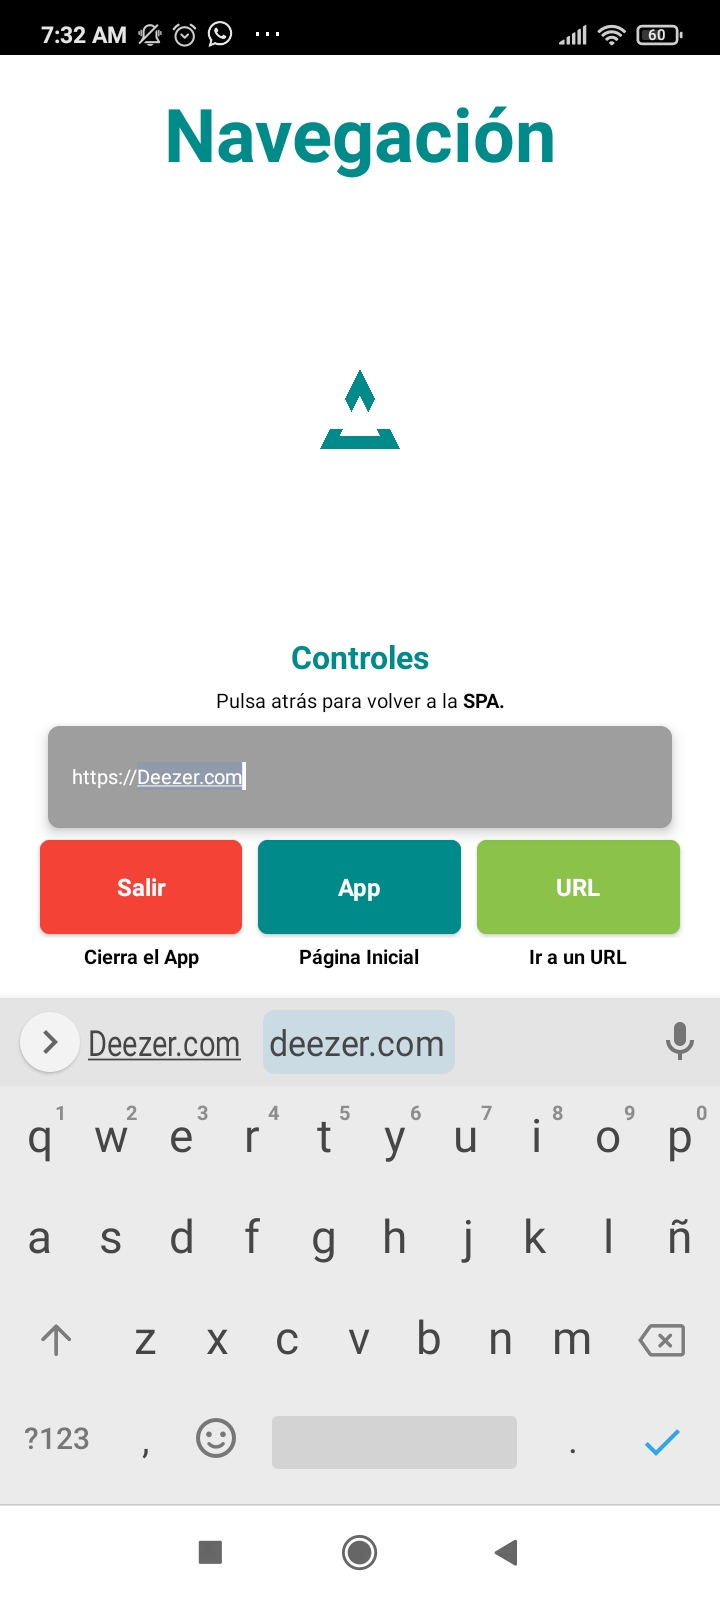 7:32 AM 60
Navegación
Controles
Pulsa atrás para volver a la SPA.
https://Deezer.com
Salir App URL
Cierra el App Página Inicial Ir a un URL
Deezer.com deezer.com
1 2 3 4 5 6 7 8 9 0
q w e r t y u i o p
a s d f g h j k l ñ
z x c v b n m
?123 , .